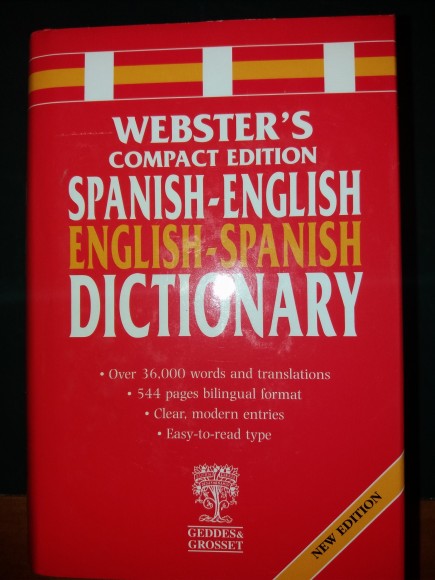 WEBSTER'S
COMPACT EDITION
SPANISH-ENGLISH
ENGLISH-SPANISH
DICTIONARY
• Over 36,000 words and translations
• 544 pages bilingual format
• Clear, modern entries
• Easy-to-read type
GEDDES &
GROSSET
NEW EDITION